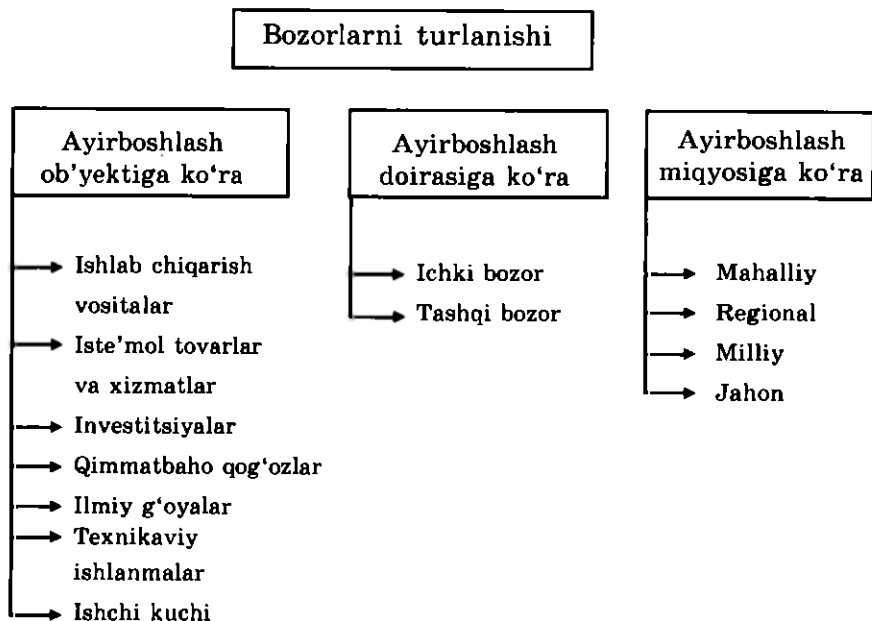 Bozorlarni turlanishi
Ayirboshlash
ob'yektiga ko‘ra
Ishlab chiqarish
vositalar
Iste'mol tovarlar
va xizmatlar
Investitsiyalar
Qimmatbaho qog‘ozlar
Ilmiy g‘oyalar
Texnikaviy
ishlanmalar
Ishchi kuchi
Ayirboshlash
doirasiga ko‘ra
Ichki bozor
Tashqi bozor
Ayirboshlash
miqyosiga ko‘ra
Mahalliy
Regional
Milliy
Jahon